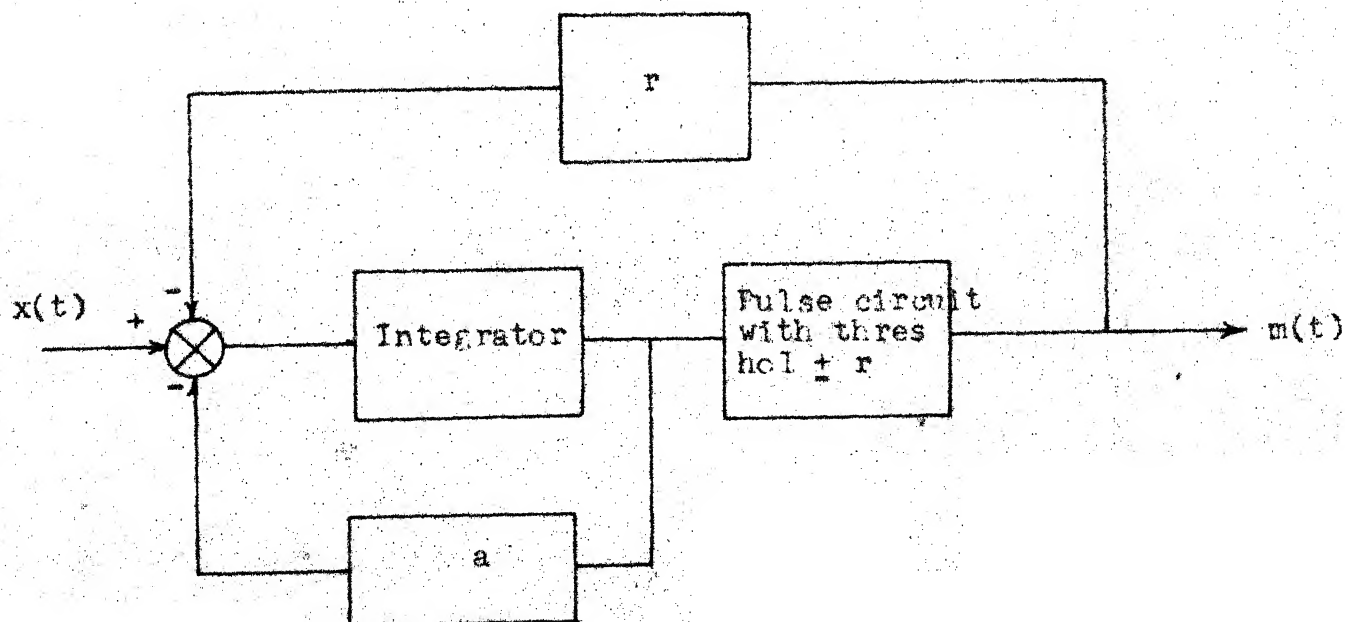 r
x(t)
-
+
-
Integrator
Pulse circuit
with thres
hol ± r
m(t)
a